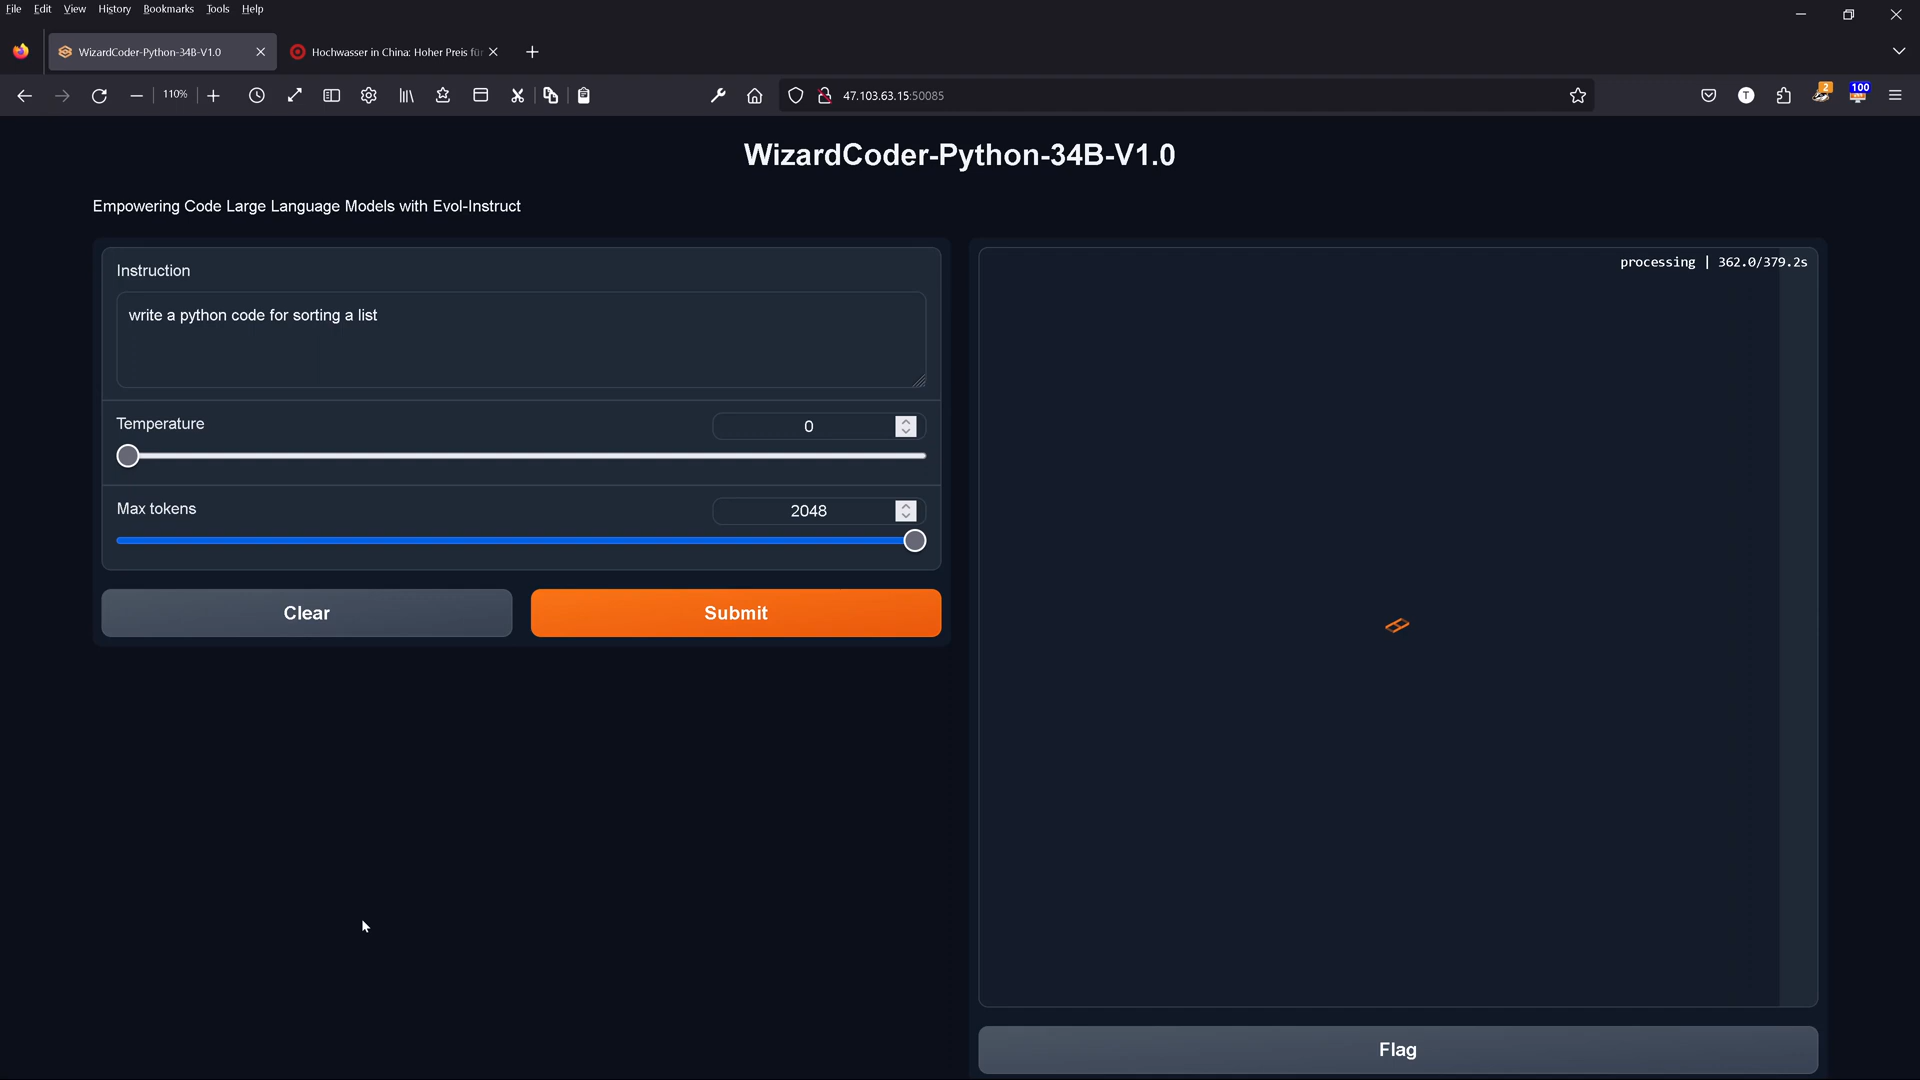 File Edit View History Bookmarks Tools Help
WizardCoder-Python-34B-V1.0
Hochwasser in China: Hoher Preis für
110%
47.103.63.15:50085
T
2
100
WizardCoder-Python-34B-V1.0
Empowering Code Large Language Models with Evol-Instruct
Instruction
write a python code for sorting a list
Temperature
0
Max tokens
2048
Clear
Submit
processing | 362.0/379.2s
Flag